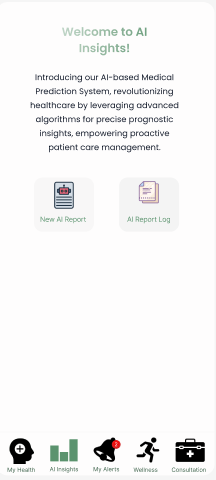 Welcome to AI
Insights!
Introducing our AI-based Medical
Prediction System, revolutionizing
healthcare by leveraging advanced
algorithms for precise prognostic
insights, empowering proactive
patient care management.
New AI Report
AI Report Log
My Health
AI Insights
My Alerts
Wellness
Consultation